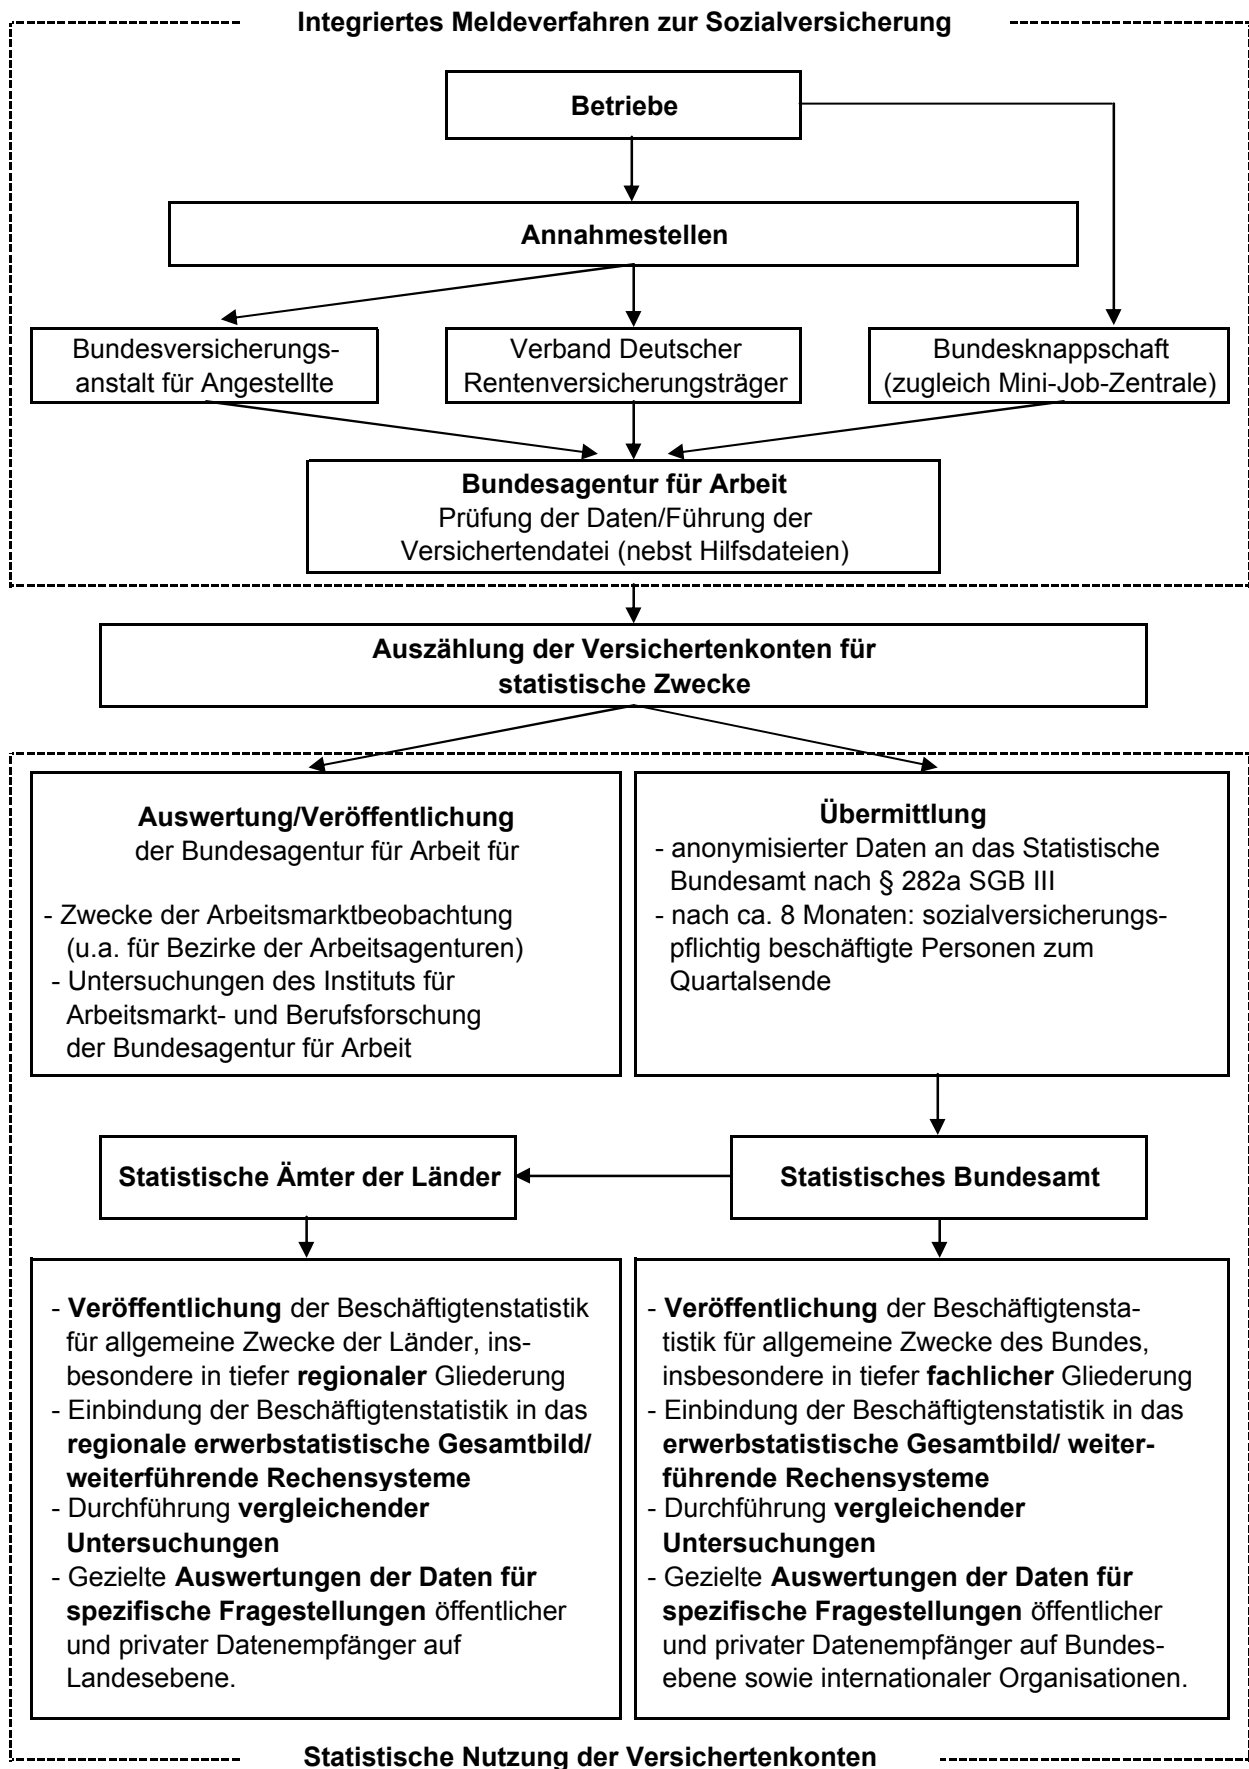 Integriertes Meldeverfahren zur Sozialversicherung
Betriebe
Annahmestellen
Bundesversicherungs-
anstalt für Angestellte
Verband Deutscher
Rentenversicherungsträger
Bundesknappschaft
(zugleich Mini-Job-Zentrale)
Bundesagentur für Arbeit
Prüfung der Daten/Führung der
Versichertendatei (nebst Hilfsdateien)
Auszählung der Versichertenkonten für
statistische Zwecke
Auswertung/Veröffentlichung
der Bundesagentur für Arbeit für
- Zwecke der Arbeitsmarktbeobachtung
(u.a. für Bezirke der Arbeitsagenturen)
- Untersuchungen des Instituts für
Arbeitsmarkt- und Berufsforschung
der Bundesagentur für Arbeit
Übermittlung
- anonymisierter Daten an das Statistische
Bundesamt nach § 282a SGB III
- nach ca. 8 Monaten: sozialversicherungs-
pflichtig beschäftigte Personen zum
Quartalsende
Statistische Ämter der Länder
Statistisches Bundesamt
- Veröffentlichung der Beschäftigtenstatistik
für allgemeine Zwecke der Länder, ins-
besondere in tiefer regionaler Gliederung
- Einbindung der Beschäftigtenstatistik in das
regionale erwerbstatistische Gesamtbild/
weiterführende Rechensysteme
- Durchführung vergleichender
Untersuchungen
- Gezielte Auswertungen der Daten für
spezifische Fragestellungen öffentlicher
und privater Datenempfänger auf
Landesebene.
- Veröffentlichung der Beschäftigtensta-
tistik für allgemeine Zwecke des Bundes,
insbesondere in tiefer fachlicher Gliederung
- Einbindung der Beschäftigtenstatistik in das
erwerbstatistische Gesamtbild/ weiter-
führende Rechensysteme
- Durchführung vergleichender
Untersuchungen
- Gezielte Auswertungen der Daten für
spezifische Fragestellungen öffentlicher
und privater Datenempfänger auf Bundes-
ebene sowie internationaler Organisationen.
Statistische Nutzung der Versichertenkonten